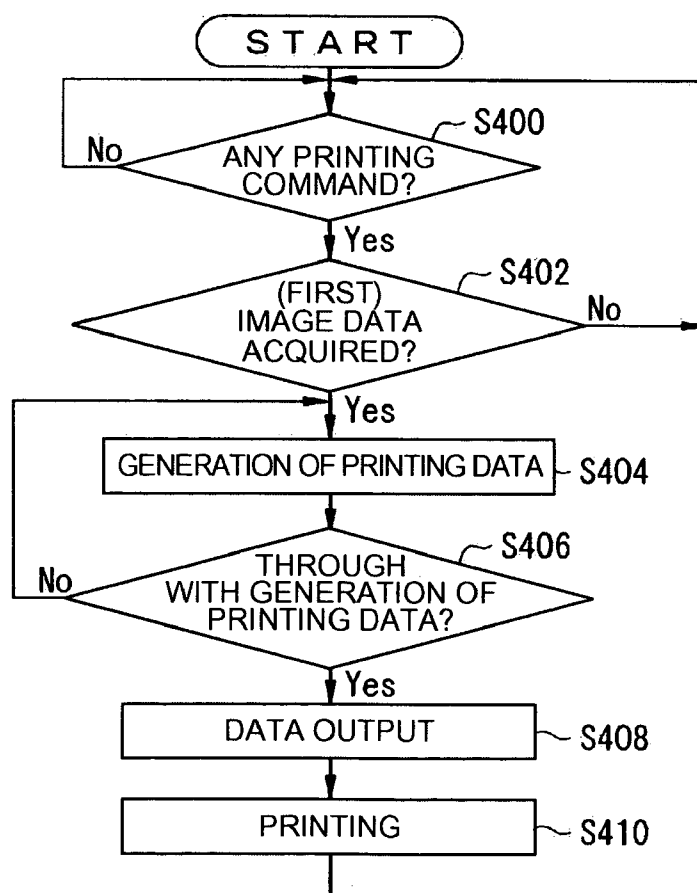 START
S400
No
ANY PRINTING
COMMAND?
Yes
S402
(FIRST)
IMAGE DATA
ACQUIRED?
No
Yes
GENERATION OF PRINTING DATA
S404
S406
No
THROUGH
WITH GENERATION OF
PRINTING DATA?
Yes
DATA OUTPUT
S408
PRINTING
S410